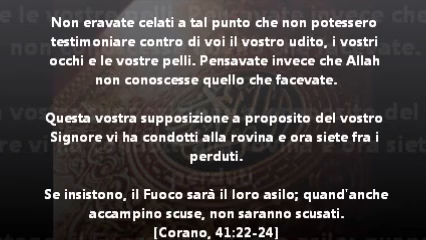 Non eravate celati a tal punto che non potessero
testimoniare contro di voi il vostro udito, i vostri
occhi e le vostre pelli. Pensavate invece che Allah
non conoscesse quello che facevate.
Questa vostra supposizione a proposito del vostro
Signore vi ha condotti alla rovina e ora siete fra i
perduti.
Se insistono, il Fuoco sarà il loro asilo; quand'anche
accampino scuse, non saranno scusati.
[Corano, 41:22-24]